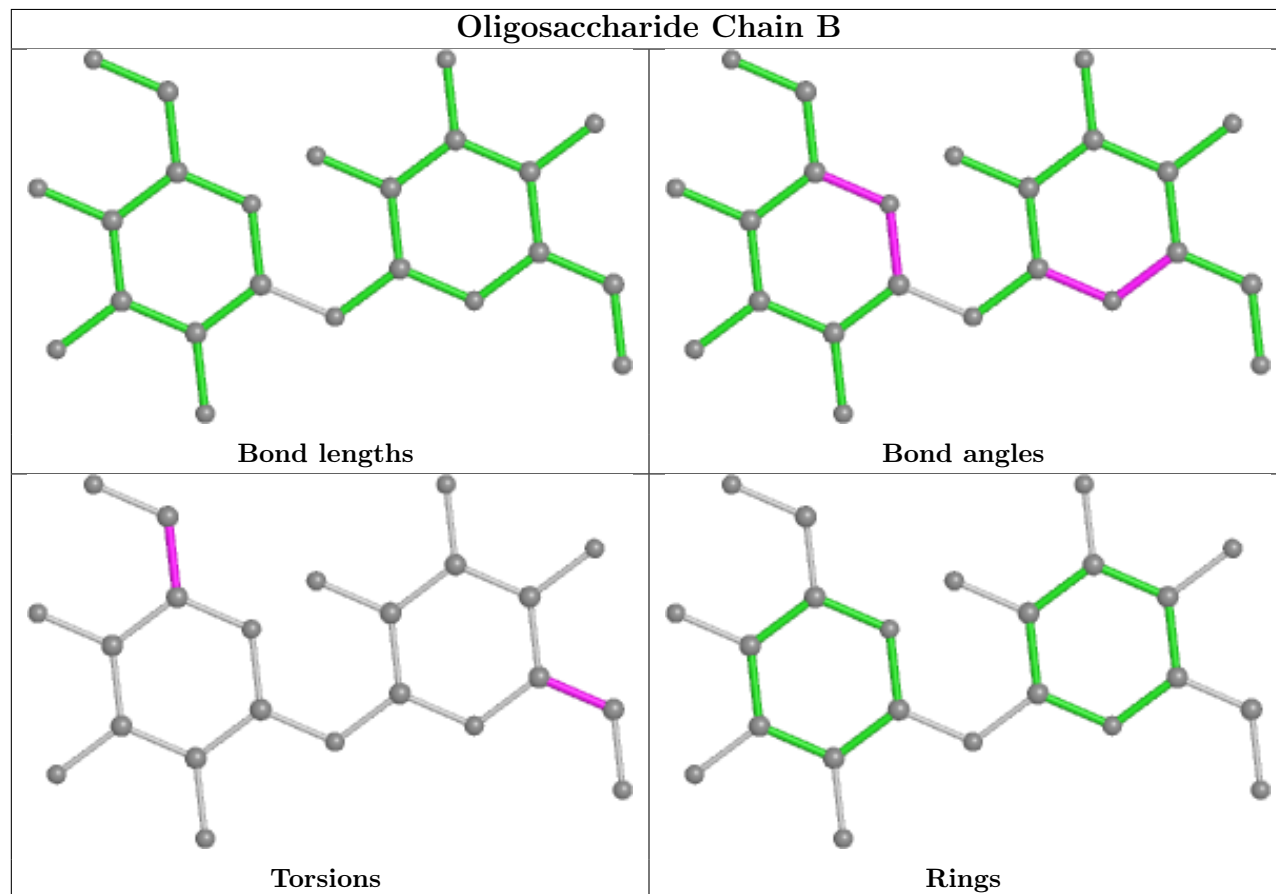 Oligosaccharide Chain B
Bond lengths
Bond angles
Torsions
Rings